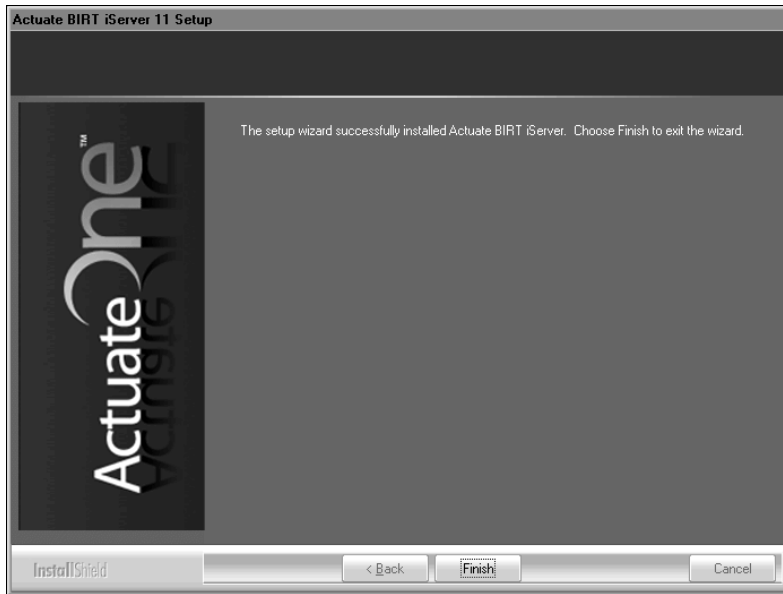 Actuate BIRT iServer 11 Setup
The setup wizard successfully installed Actuate BIRT iServer. Choose Finish to exit the wizard.
ActuateOne™
InstallShield
< Back
Finish
Cancel